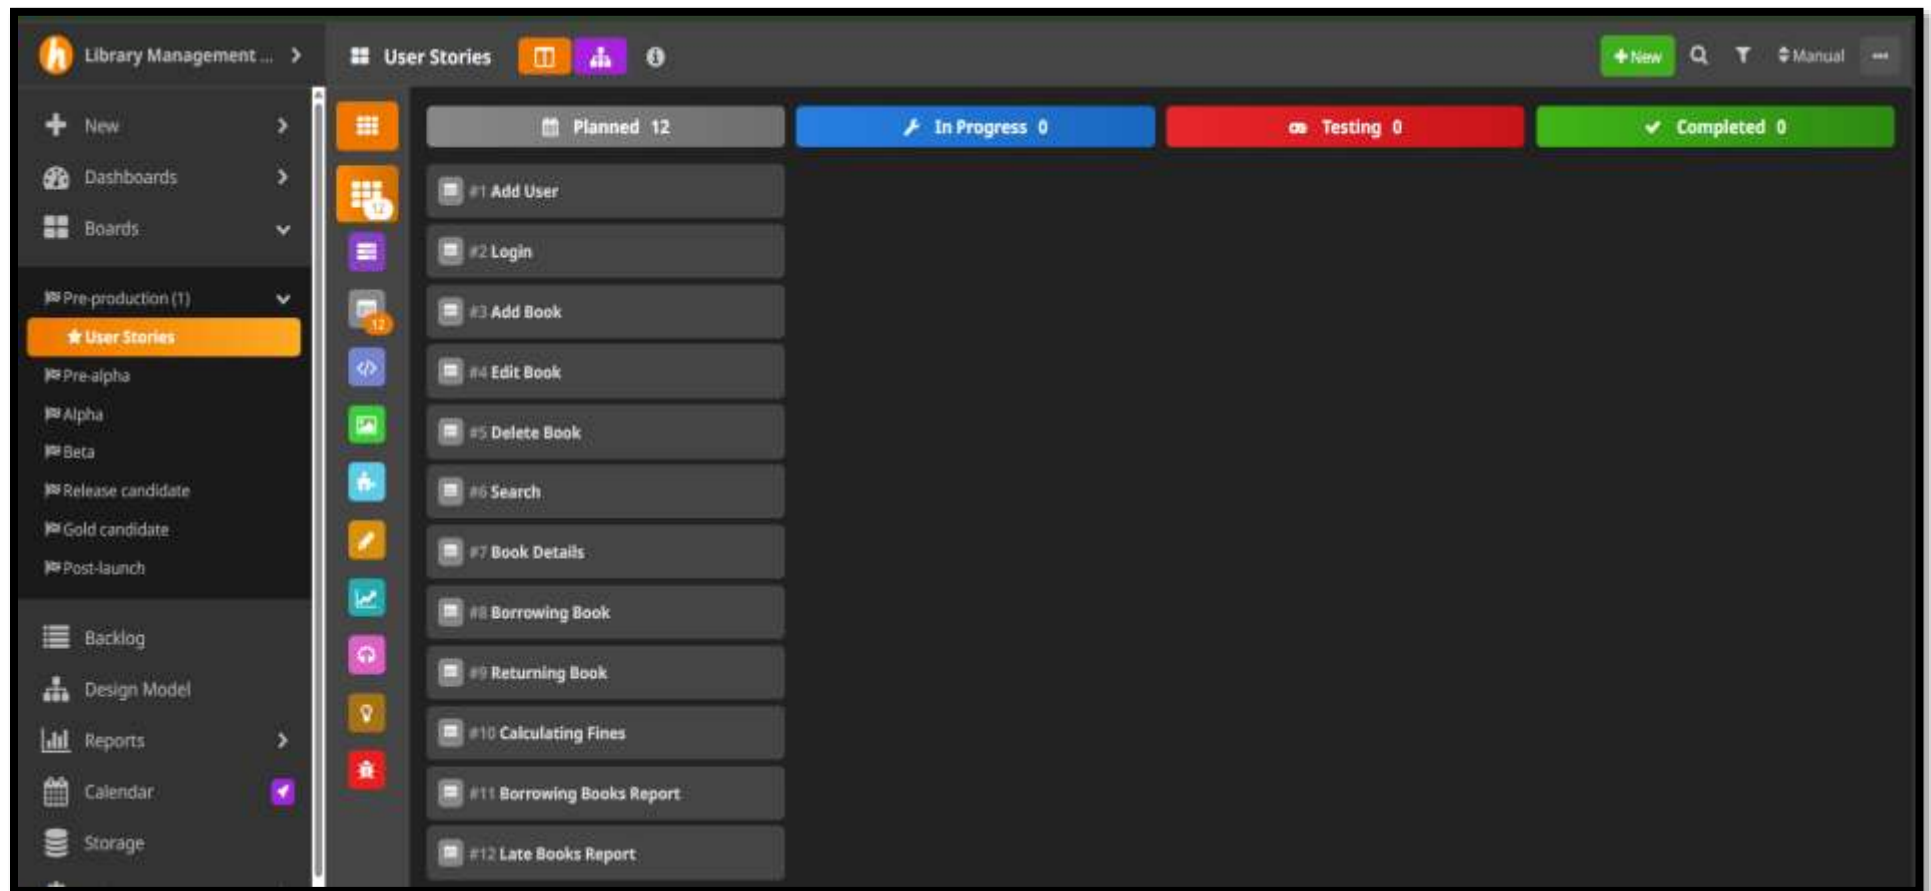 Library Management ...
User Stories
New
Manual
New
Dashboards
Boards
Pre-production (1)
User Stories
Pre-alpha
Alpha
Beta
Release candidate
Gold candidate
Post-launch
Backlog
Design Model
Reports
Calendar
Storage
12
12
Planned 12
In Progress 0
Testing 0
Completed 0
#1 Add User
#2 Login
#3 Add Book
#4 Edit Book
#5 Delete Book
#6 Search
#7 Book Details
#8 Borrowing Book
#9 Returning Book
#10 Calculating Fines
#11 Borrowing Books Report
#12 Late Books Report